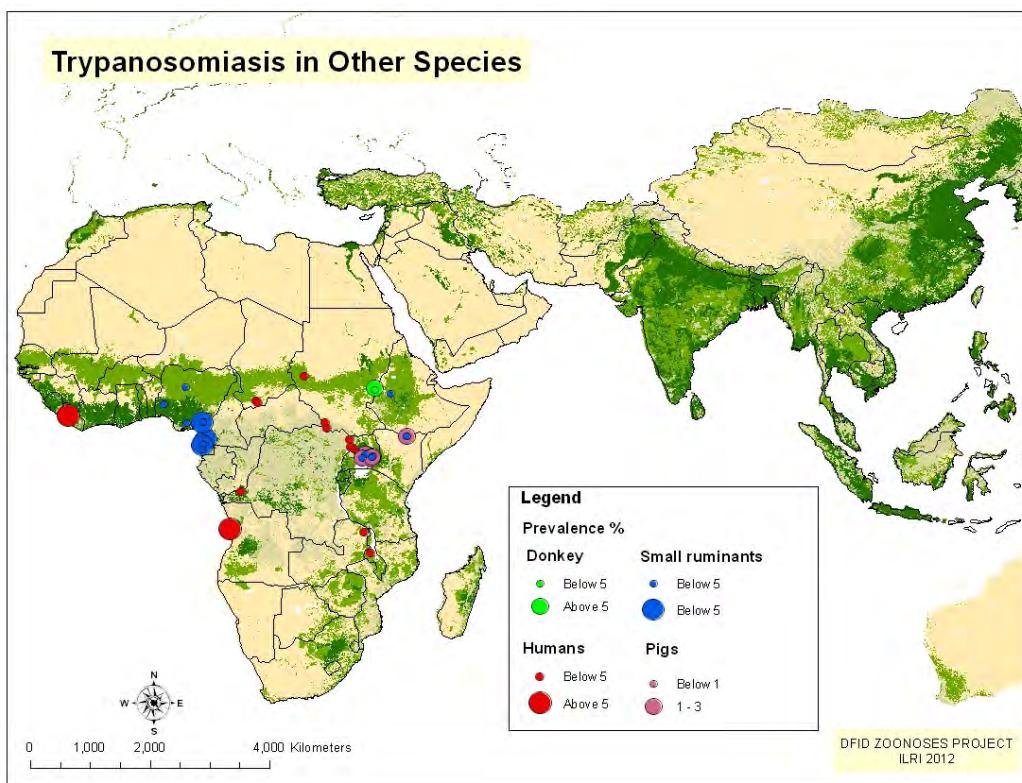 Trypanosomiasis in Other Species
Legend
Prevalence %
Donkey
Below 5
Above 5
Small ruminants
Below 5
Below 5
Humans
Below 5
Above 5
Pigs
Below 1
1 - 3
N
W E
S
0 1,000 2,000 4,000 Kilometers
DFID ZOONOSES PROJECT
ILRI 2012